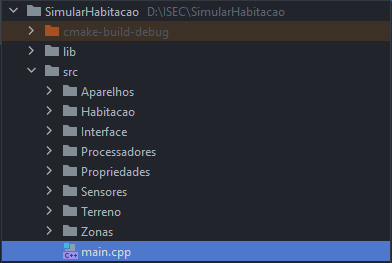 SimularHabitacao D:\ISEC\SimularHabitacao
cmake-build-debug
lib
src
Aparelhos
Habitacao
Interface
Processadores
Propriedades
Sensores
Terreno
Zonas
main.cpp